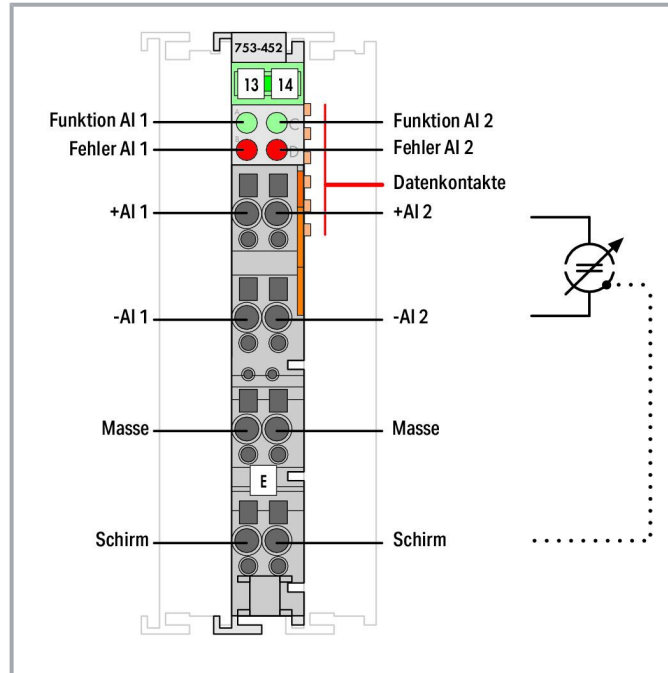 753-452
13 14
A C
Funktion AI 1
Funktion AI 2
Fehler AI 1
B D
Fehler AI 2
Datenkontakte
+AI 1
+AI 2
-AI 1
-AI 2
Masse
Masse
E
Schirm
Schirm